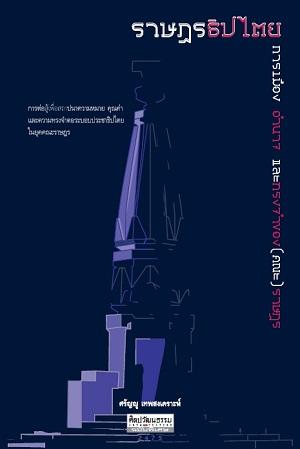 ราษฎรธิปไตย
การเมือง อำนาจ และทรงจำของ(คณะ)ราษฎร
การต่อสู้เพื่อสถาปนาความหมาย คุณค่า
และความทรงจำต่อระบอบประชาธิปไตย
ในยุคคณะราษฎร
ศรัญญู เทพสงเคราะห์
ศิลปวัฒนธรรม